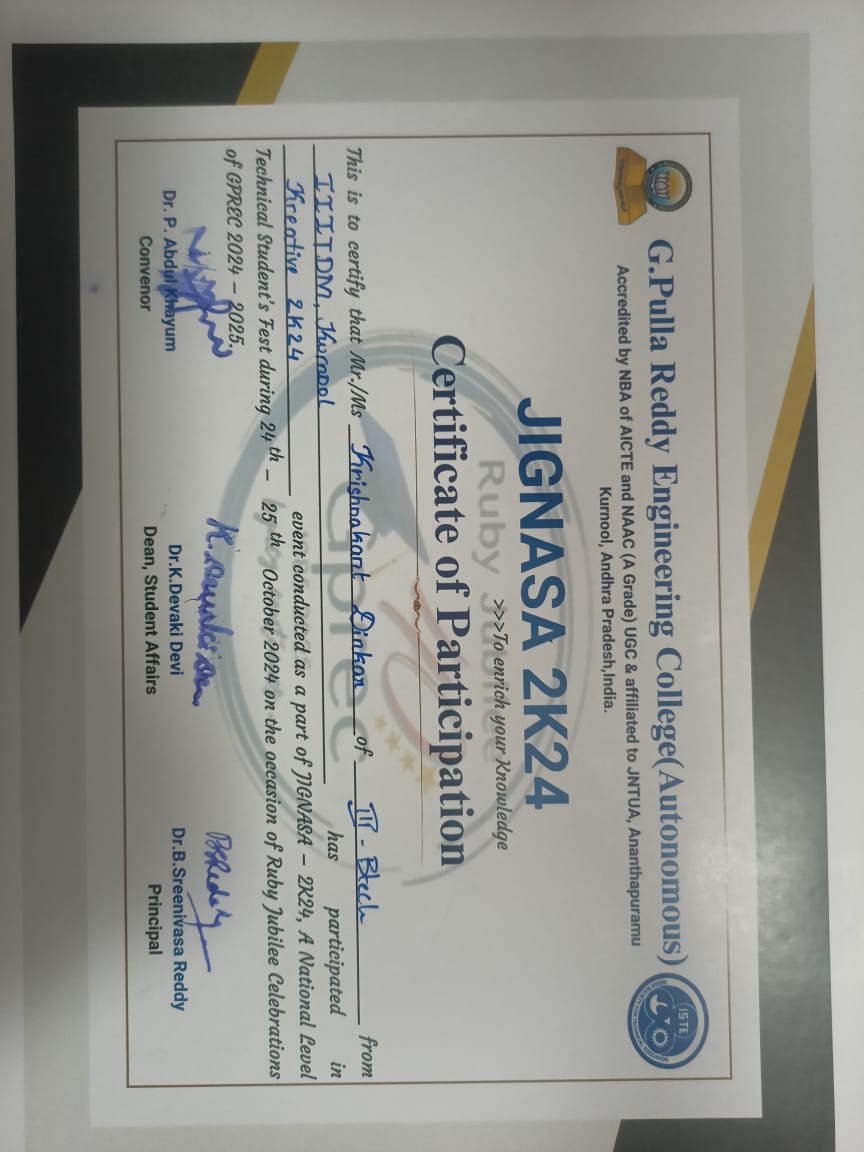 G.Pulla Reddy Engineering College(Autonomous)
ISTE
Accredited by NBA of AICTE and NAAC (A Grade) UGC & affiliated to JNTUA, Ananthapuramu
Kurnool, Andhra Pradesh,India.
JIGNASA 2K24
>>>To enrich your Knowledge
Ruby Jubilee
Certificate of Participation
40
This is to certify that Mr./Ms Krishnakant Dinkar of III - Btech from
Gprec
IIITDM, Kurnool has participated in
Kreative 2K24 event conducted as a part of JIGNASA – 2K24, A National Level
Technical Student's Fest during 24th – 25th October 2024 on the occasion of Ruby Jubilee Celebrations
of GPREC 2024 – 2025.
Dr. P. Abdul Khayum Dr.K.Devaki Devi Dr.B.Sreenivasa Reddy
Convenor Dean, Student Affairs Principal